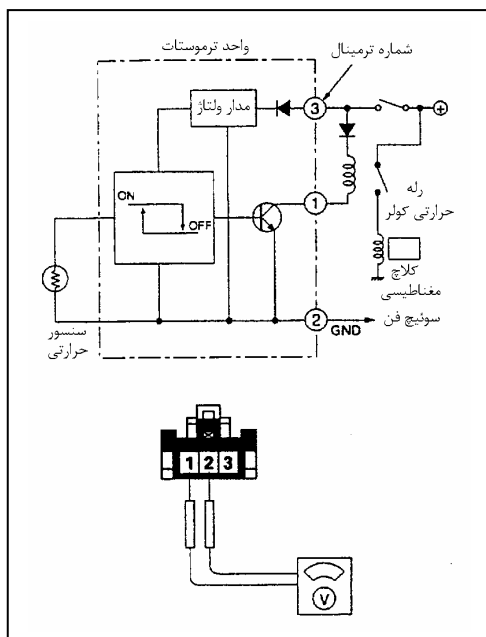 واحد ترموستات
شماره ترمینال
مدار ولتاژ
3
+
ON
OFF
1
رله
حرارتی کولر
کلاچ
مغناطیسی
سنسور
حرارتی
2
GND
سوئیچ فن
1 2 3
V